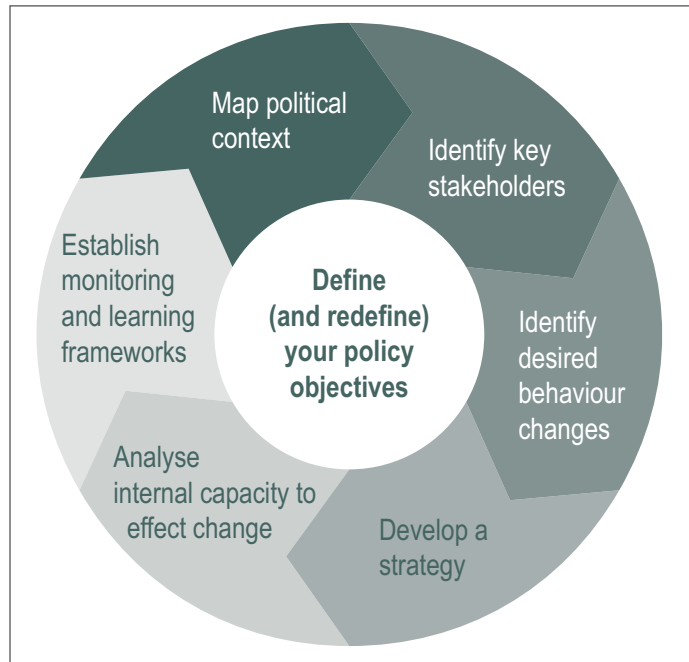 Map political
context
Identify key
stakeholders
Identify
desired
behaviour
changes
Develop a
strategy
Analyse
internal capacity to
effect change
Establish
monitoring
and learning
frameworks
Define
(and redefine)
your policy
objectives